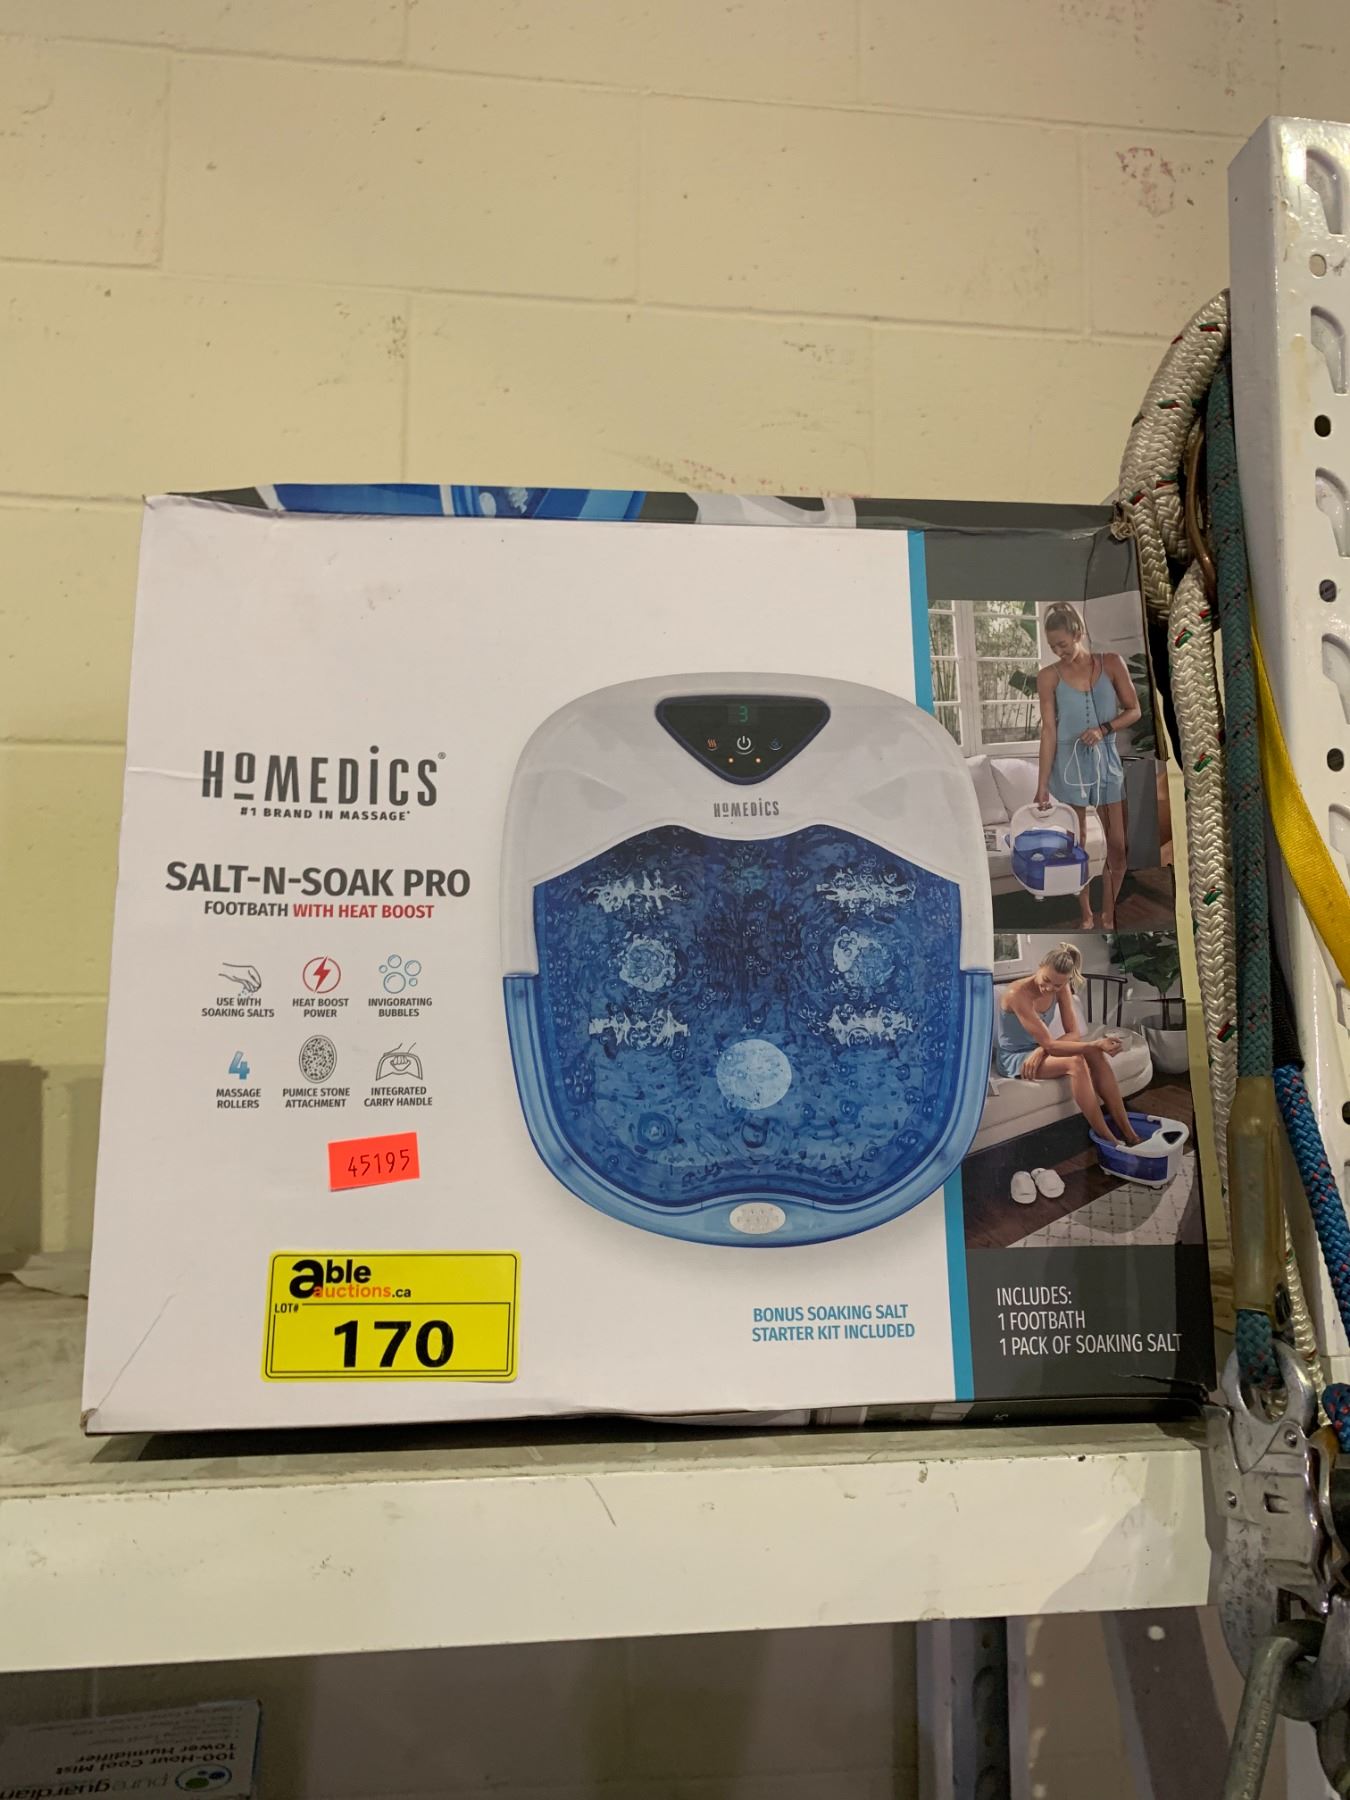 HoMEDiCS®
#1 BRAND IN MASSAGE*
SALT-N-SOAK PRO
FOOTBATH WITH HEAT BOOST
USE WITH
SOAKING SALTS
HEAT BOOST
POWER
INVIGORATING
BUBBLES
4
MASSAGE
ROLLERS
PUMICE STONE
ATTACHMENT
INTEGRATED
CARRY HANDLE
45195
able
auctions.ca
LOT#
170
3
HoMEDiCS
BONUS SOAKING SALT
STARTER KIT INCLUDED
INCLUDES:
1 FOOTBATH
1 PACK OF SOAKING SALT
pureguardian
100-Hour Cool Mist
Tower Humidifier